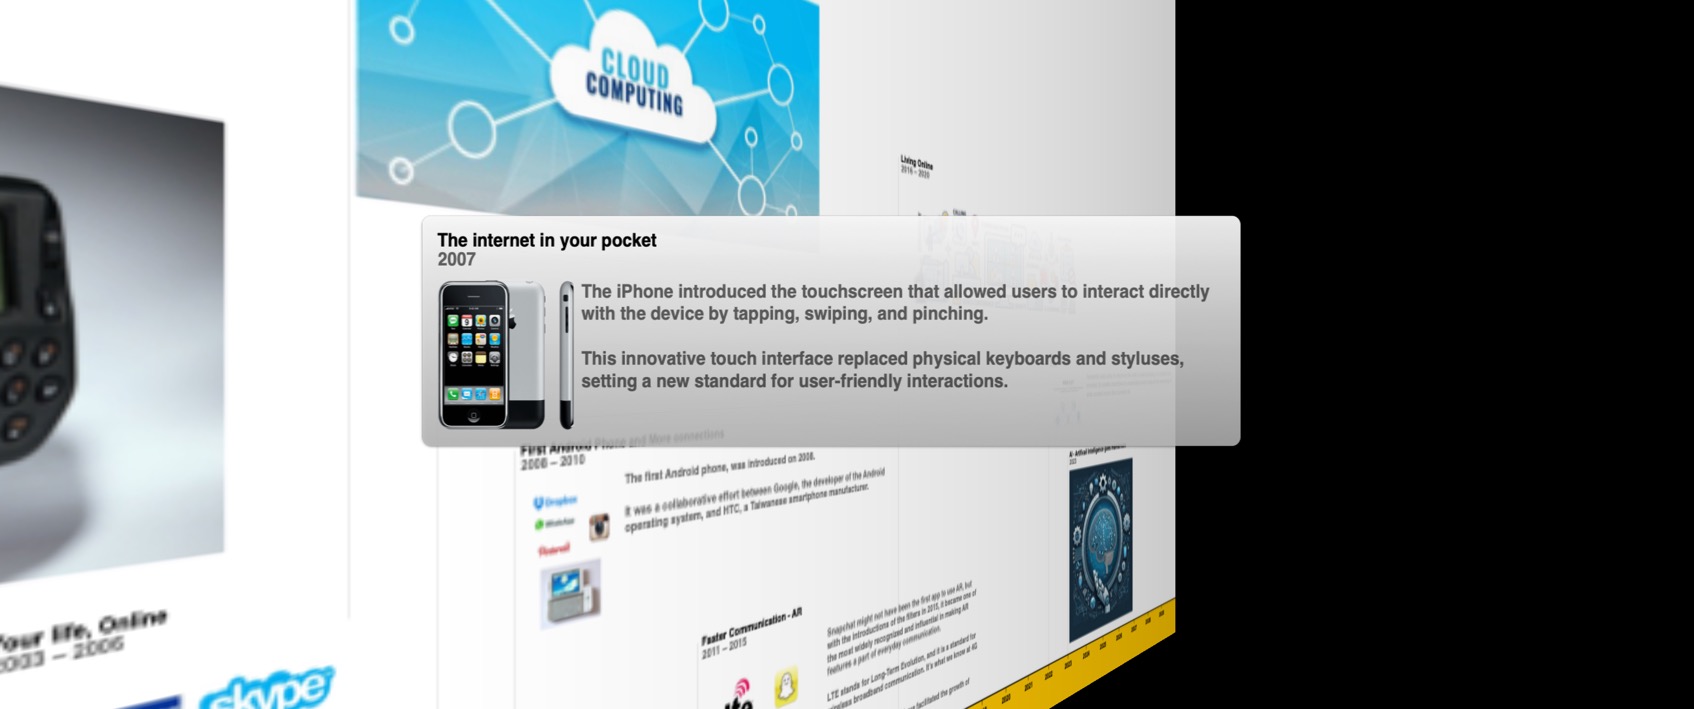 CLOUD
COMPUTING
Living Online
2016 – 2020
The internet in your pocket
2007
The iPhone introduced the touchscreen that allowed users to interact directly
with the device by tapping, swiping, and pinching.
This innovative touch interface replaced physical keyboards and styluses,
setting a new standard for user-friendly interactions.
First Android Phone and More connections
2006 – 2010
The first Android phone, was introduced on 2008.
It was a collaborative effort between Google, the developer of the Android
operating system, and HTC, a Taiwanese smartphone manufacturer.
Dropbox
WhatsApp
Pinterest
Your life, Online
2003 – 2006
skype
Faster Communication - AR
2011 – 2015
Snapchat might not have been the first app to use AR, but
with the introductions of the filters in 2015, it became one of
the most widely recognized and influential in making AR
features a part of everyday communication.
LTE stands for Long-Term Evolution, and it is a standard for
wireless broadband communication. It's what we know at 4G
facilitated the growth of